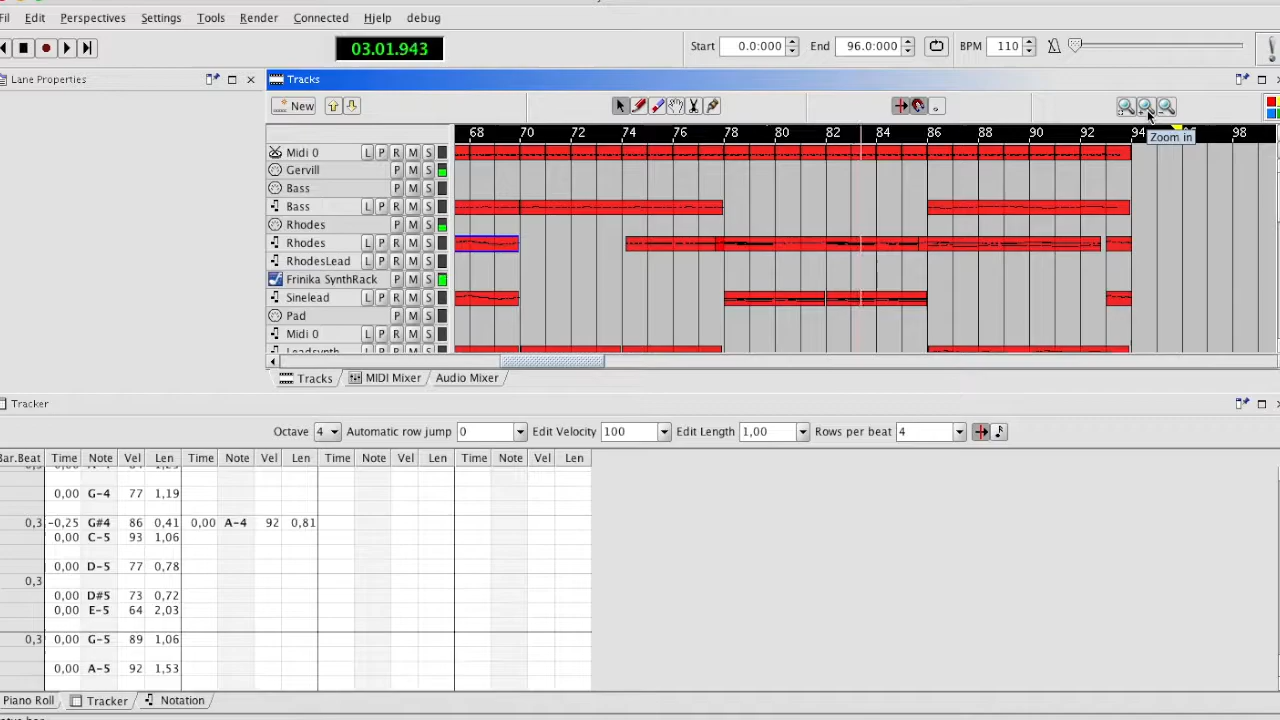 Fil Edit Perspectives Settings Tools Render Connected Hjelp debug
03.01.943 Start 0.0:000 End 96.0:000 BPM 110
Lane Properties Tracks
New
Zoom in
68 70 72 74 76 78 80 82 84 86 88 90 92 94 98
Midi 0 L P R M S
Gervill P M S
Bass P M S
Bass L P R M S
Rhodes P M S
Rhodes L P R M S
RhodesLead L P R M S
Frinika SynthRack P M S
Sinelead L P R M S
Pad P M S
Midi 0 L P R M S
Leadsynth
Tracks MIDI Mixer Audio Mixer
Tracker
Octave 4 Automatic row jump 0 Edit Velocity 100 Edit Length 1,00 Rows per beat 4
Bar.Beat Time Note Vel Len Time Note Vel Len Time Note Vel Len Time Note Vel Len
0,00 G-4 77 1,19
0,3 -0,25 G#4 86 0,41 0,00 A-4 92 0,81
0,00 C-5 93 1,06
0,00 D-5 77 0,78
0,3
0,00 D#5 73 0,72
0,00 E-5 64 2,03
0,3 0,00 G-5 89 1,06
0,00 A-5 92 1,53
Piano Roll Tracker Notation